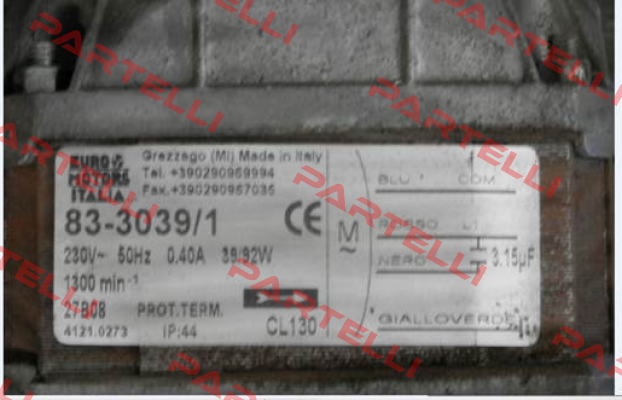 EURO
MOTORS
ITALIA
Grezzago (MI) Made in Italy
Tel. +390290969994
Fax.+390290967035
83-3039/1
CE
230V~ 50Hz 0.40A 39/92W
1300 min⁻¹
27B08 PROT.TERM.
4121.0273 IP:44
CL130
M
~
BLU COM
ROSSO L1
NERO 3.15µF
GIALLOVERDE
PARTELLI
PARTELLI
PARTELLI
PARTELLI
PARTELLI
PARTELLI
PARTELLI
PARTELLI
PARTELLI